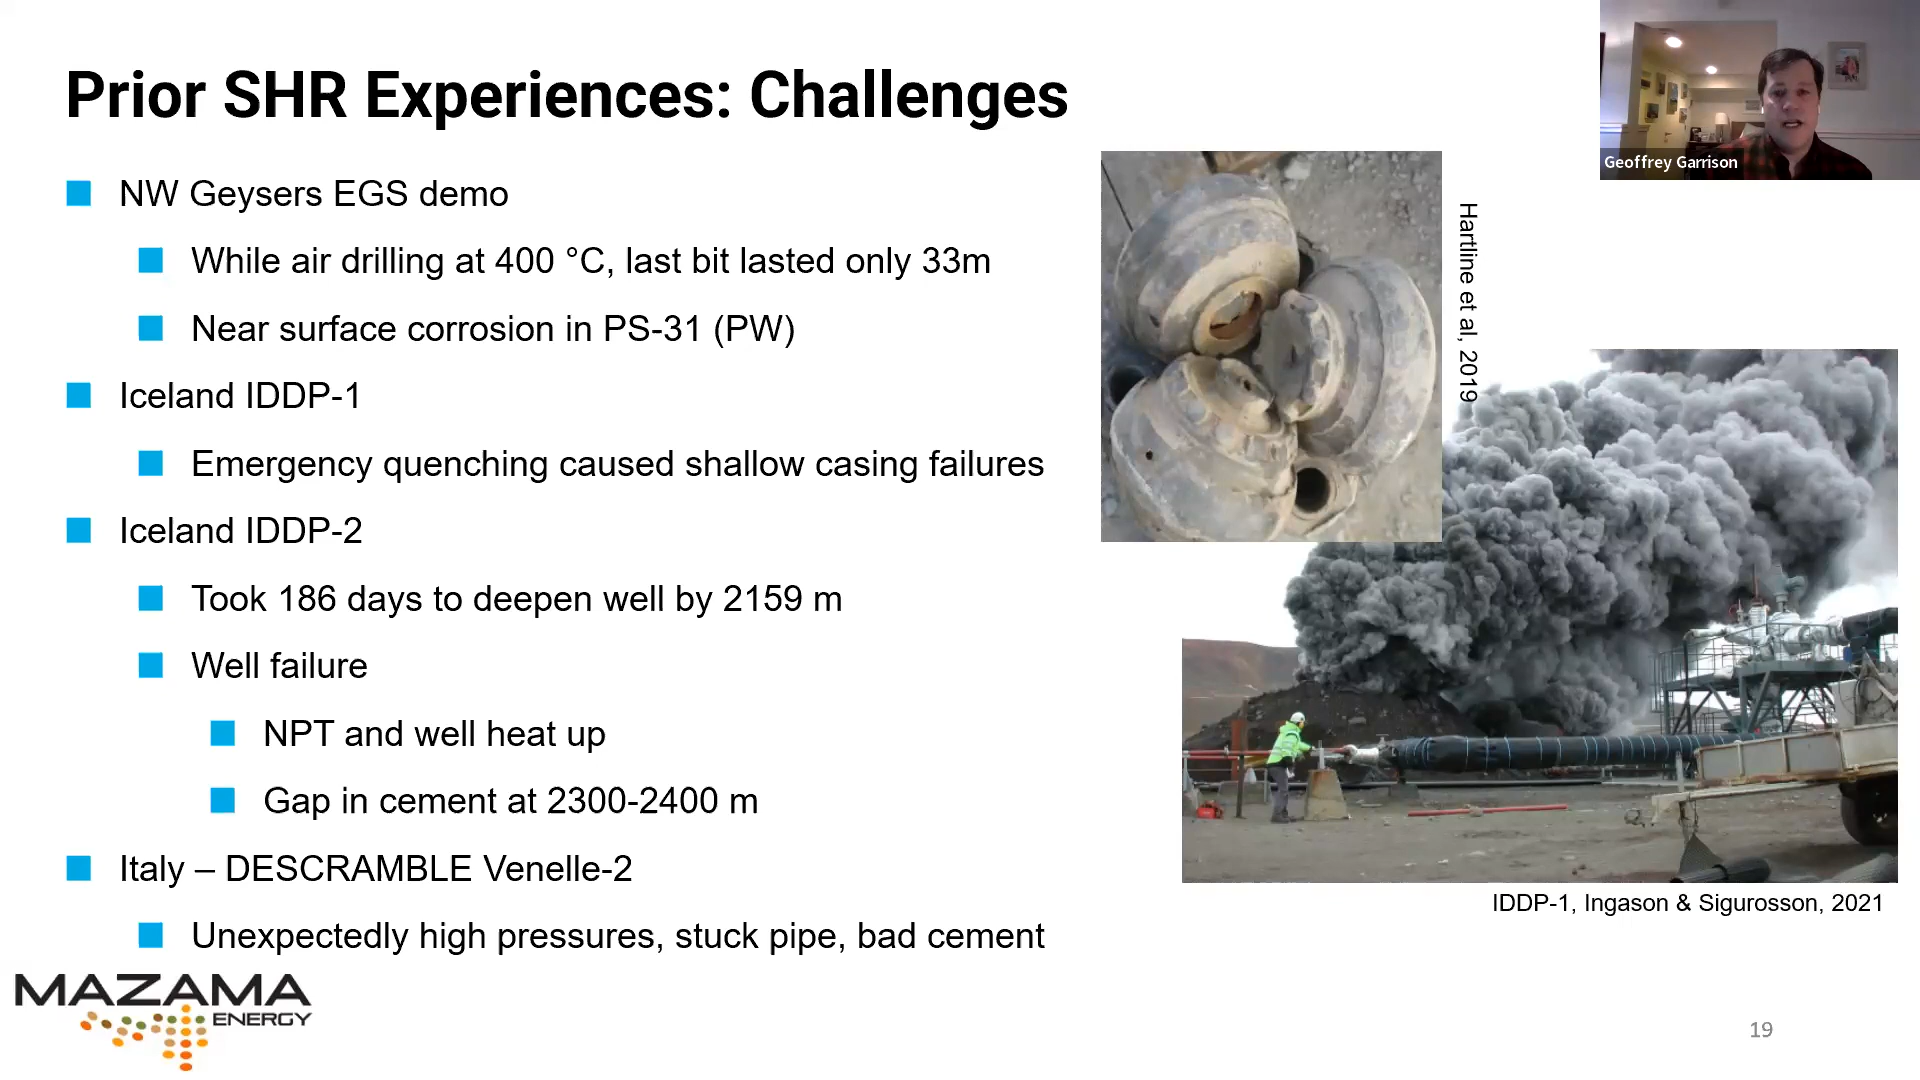 Prior SHR Experiences: Challenges
NW Geysers EGS demo
While air drilling at 400 °C, last bit lasted only 33m
Near surface corrosion in PS-31 (PW)
Iceland IDDP-1
Emergency quenching caused shallow casing failures
Iceland IDDP-2
Took 186 days to deepen well by 2159 m
Well failure
NPT and well heat up
Gap in cement at 2300-2400 m
Italy – DESCRAMBLE Venelle-2
Unexpectedly high pressures, stuck pipe, bad cement
Hartline et al, 2019
IDDP-1, Ingason & Sigurosson, 2021
Geoffrey Garrison
MAZAMA
ENERGY
19